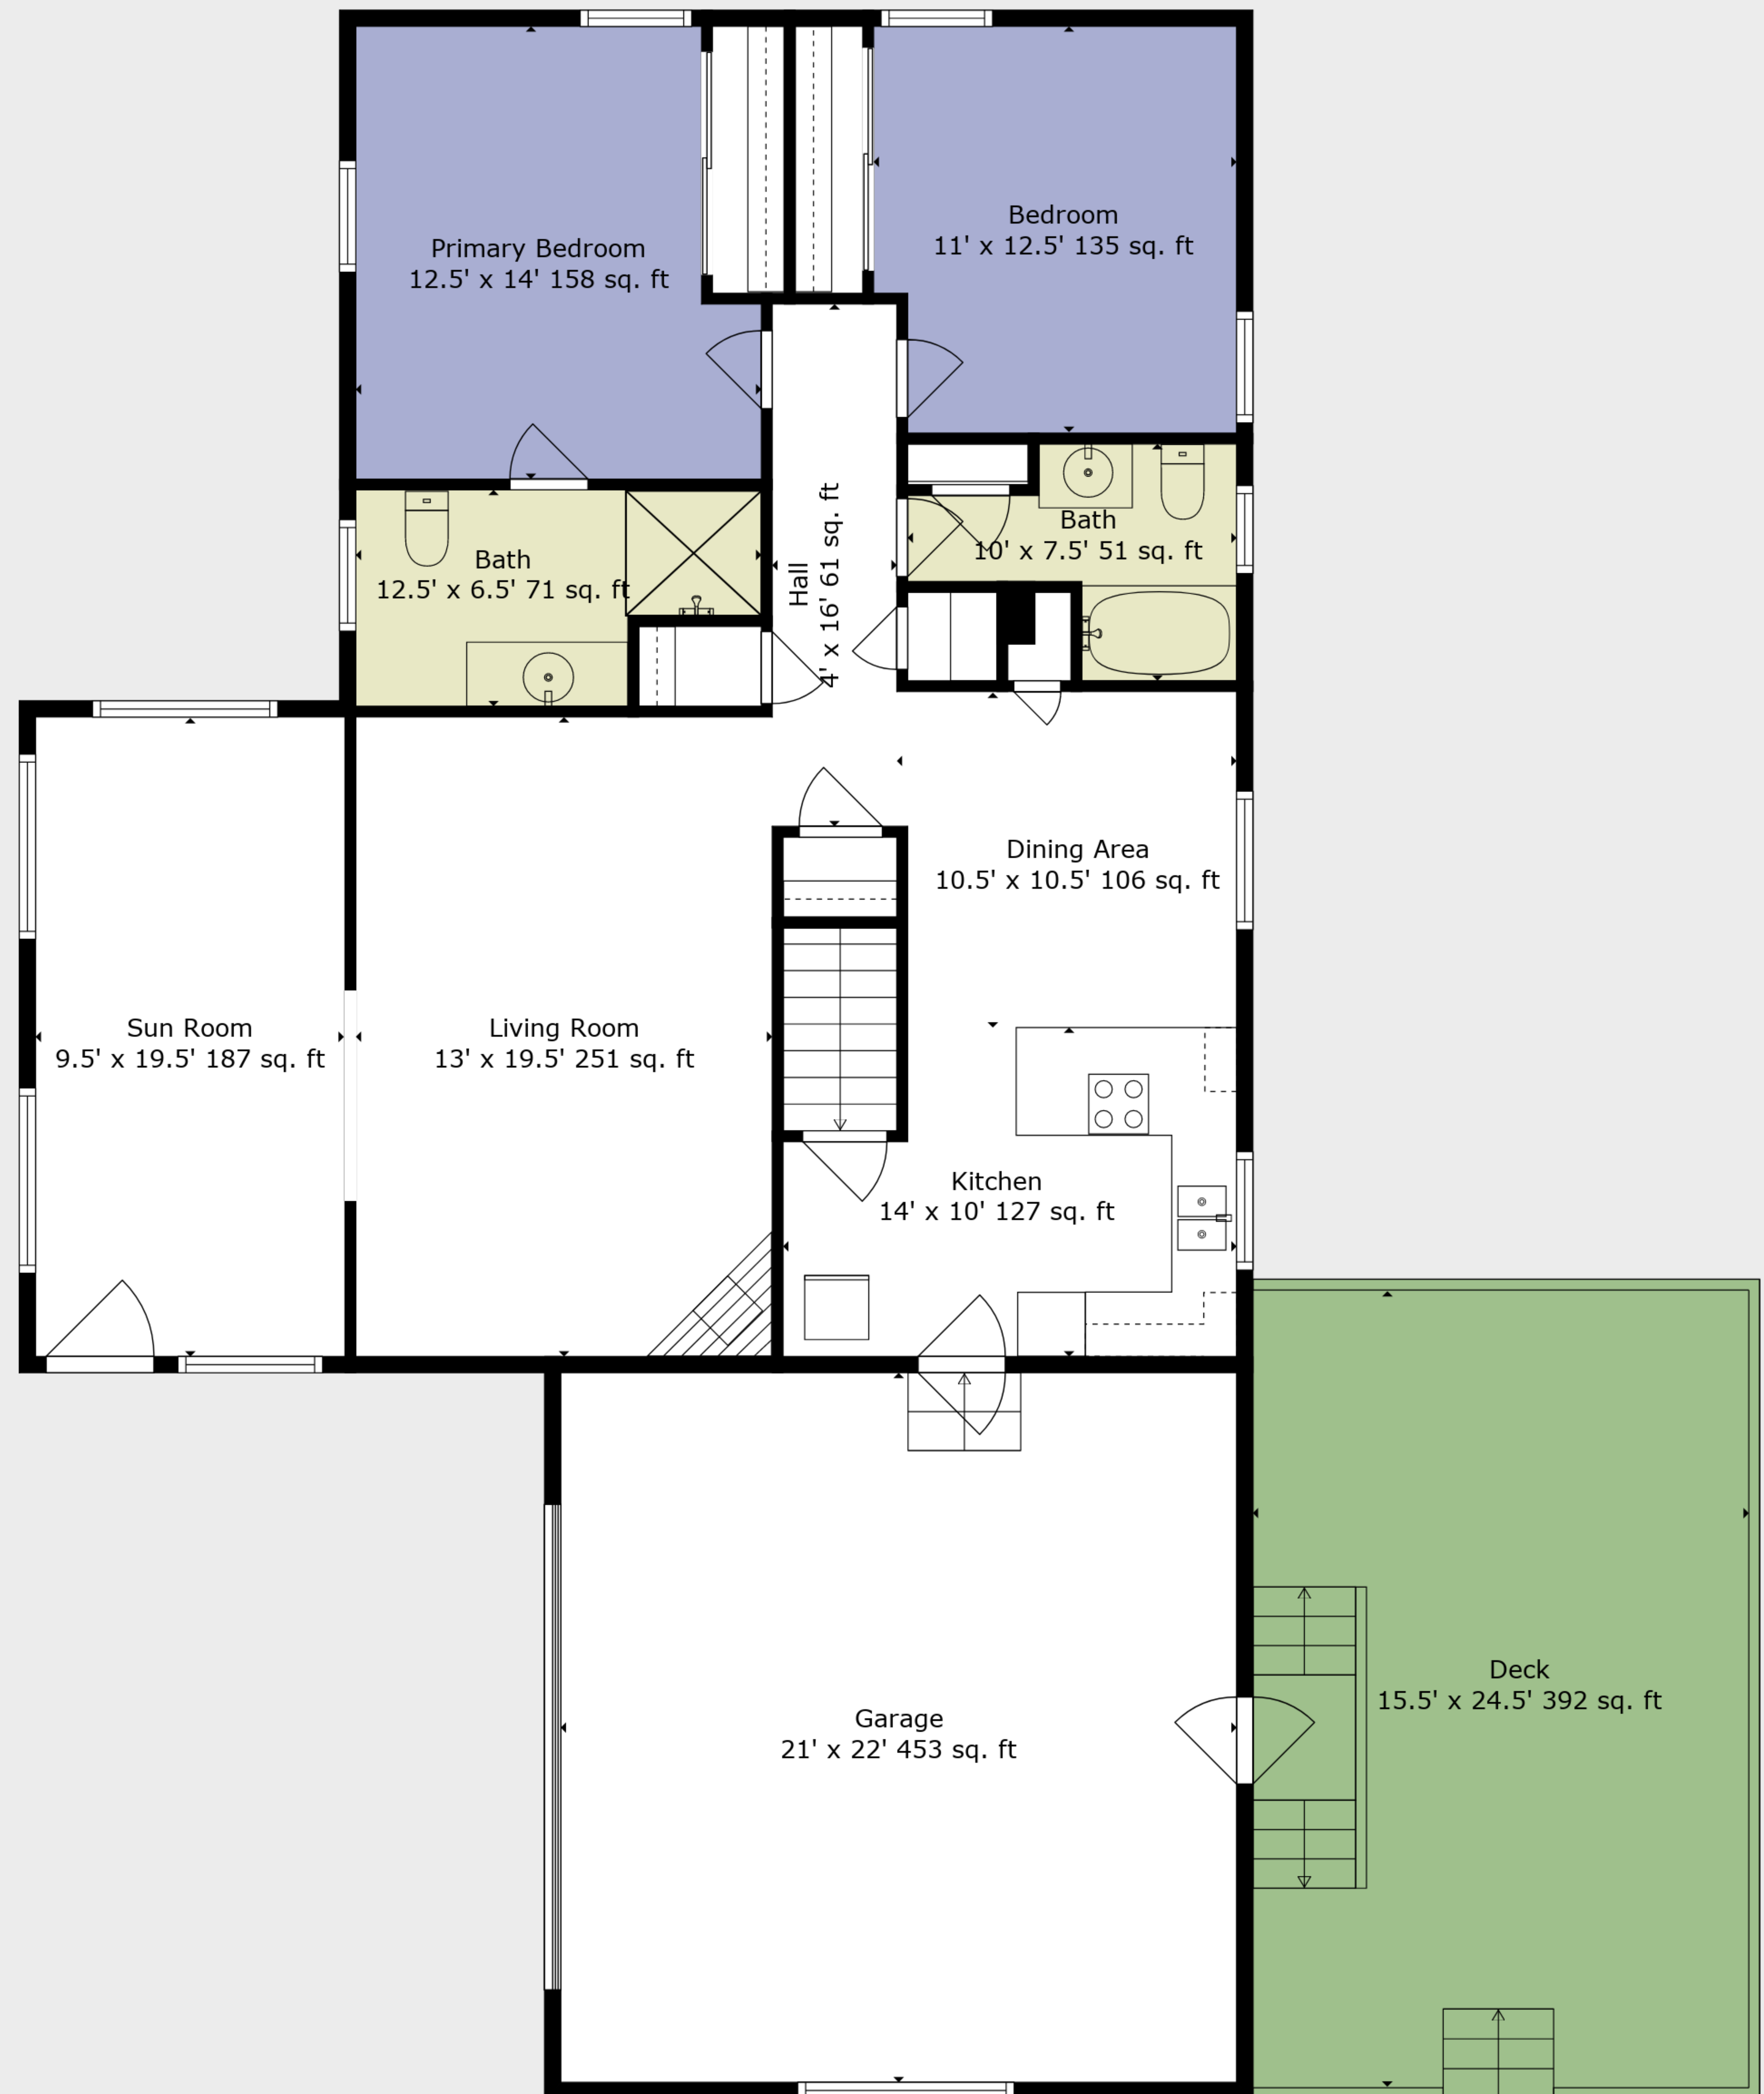 Primary Bedroom
12.5' x 14' 158 sq. ft
Bedroom
11' x 12.5' 135 sq. ft
Bath
12.5' x 6.5' 71 sq. ft
Hall
4' x 16' 61 sq. ft
Bath
10' x 7.5' 51 sq. ft
Dining Area
10.5' x 10.5' 106 sq. ft
Sun Room
9.5' x 19.5' 187 sq. ft
Living Room
13' x 19.5' 251 sq. ft
Kitchen
14' x 10' 127 sq. ft
Garage
21' x 22' 453 sq. ft
Deck
15.5' x 24.5' 392 sq. ft